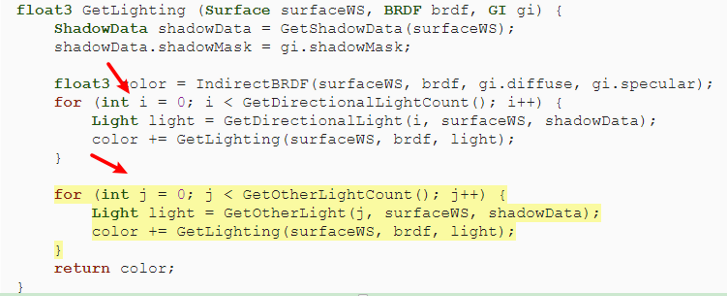 float3 GetLighting (Surface surfaceWS, BRDF brdf, GI gi) {
ShadowData shadowData = GetShadowData(surfaceWS);
shadowData.shadowMask = gi.shadowMask;
float3 color = IndirectBRDF(surfaceWS, brdf, gi.diffuse, gi.specular);
for (int i = 0; i < GetDirectionalLightCount(); i++) {
Light light = GetDirectionalLight(i, surfaceWS, shadowData);
color += GetLighting(surfaceWS, brdf, light);
}
for (int j = 0; j < GetOtherLightCount(); j++) {
Light light = GetOtherLight(j, surfaceWS, shadowData);
color += GetLighting(surfaceWS, brdf, light);
}
return color;
}